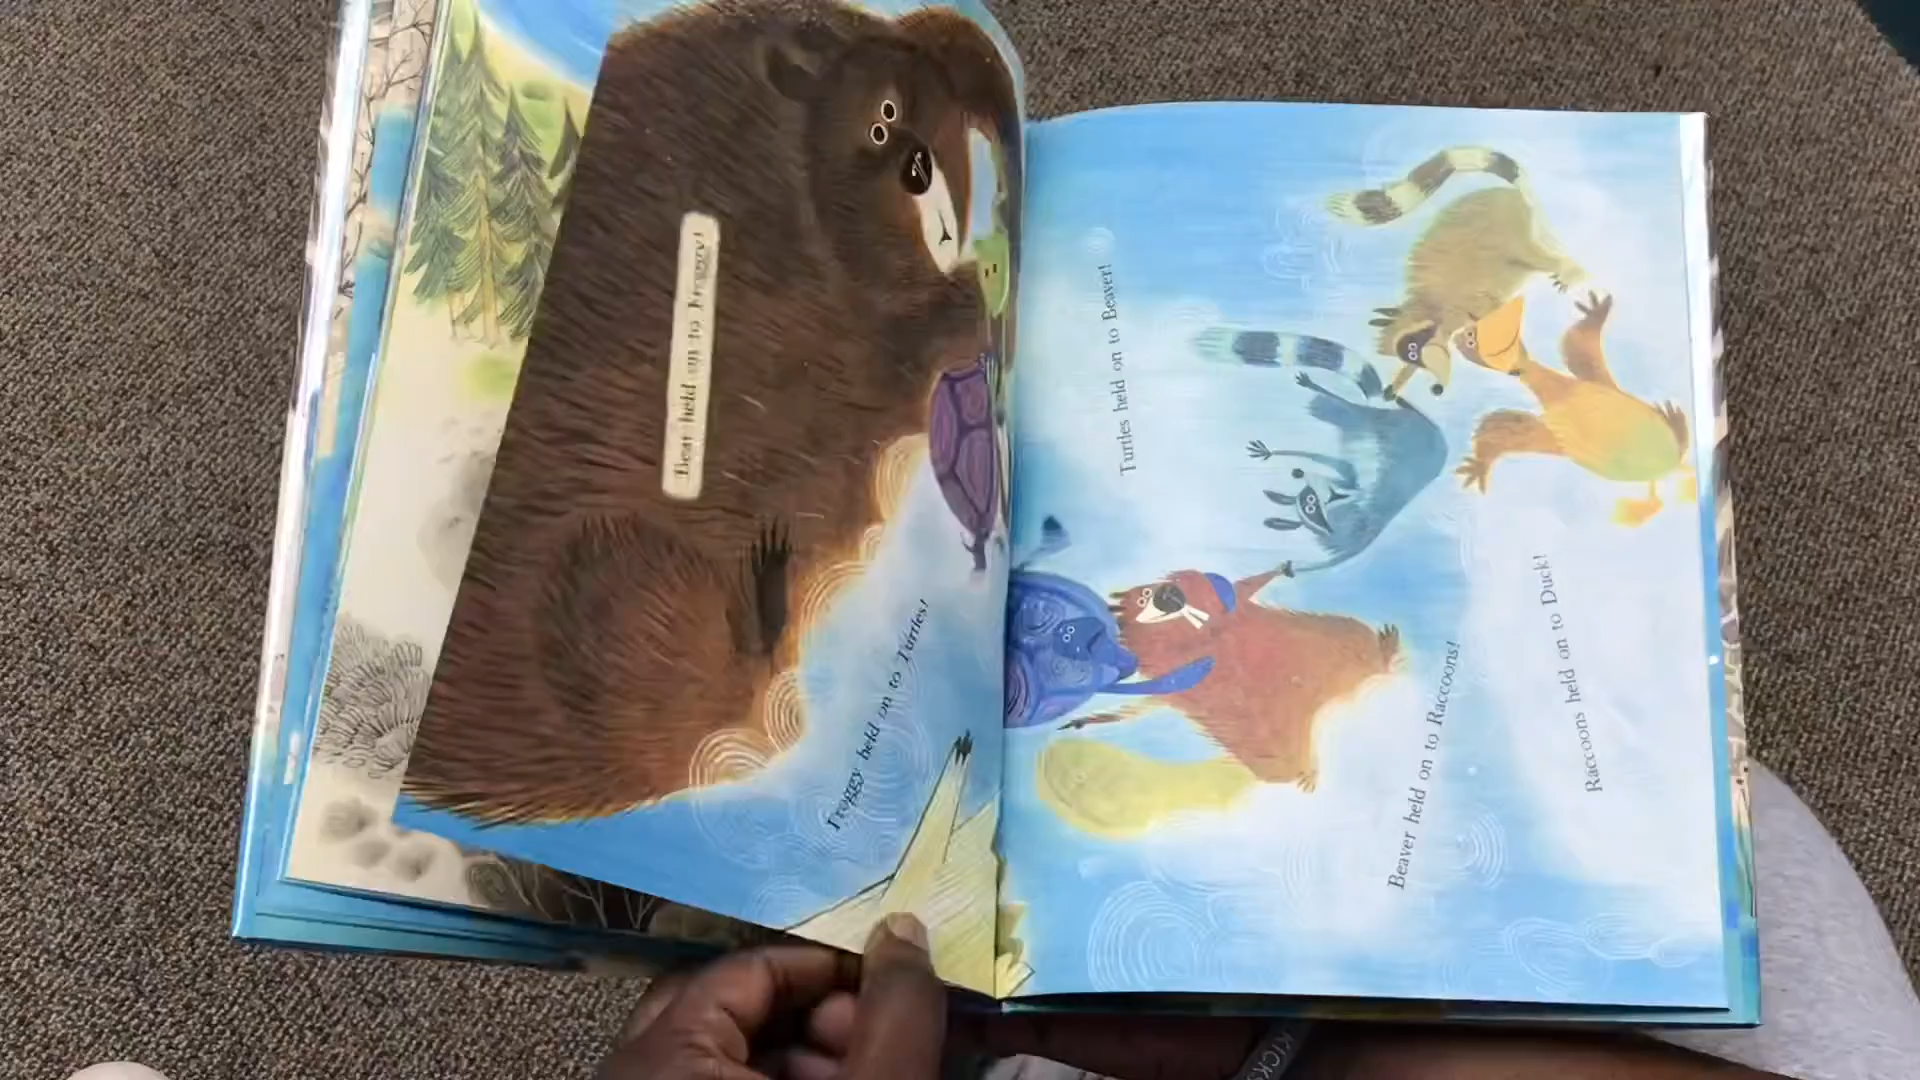 Bear held on to Froggy!
Froggy held on to Turtles!
Turtles held on to Beaver!
Beaver held on to Raccoons!
Raccoons held on to Duck!
KICKS